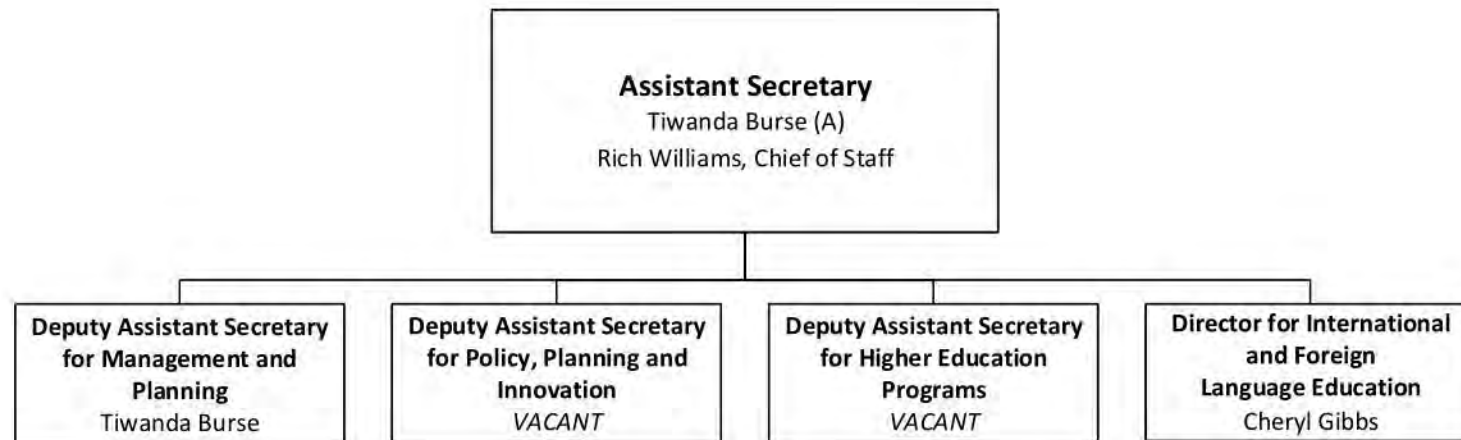 Assistant Secretary
Tiwanda Burse (A)
Rich Williams, Chief of Staff
Deputy Assistant Secretary
for Management and
Planning
Tiwanda Burse
Deputy Assistant Secretary
for Policy, Planning and
Innovation
VACANT
Deputy Assistant Secretary
for Higher Education
Programs
VACANT
Director for International
and Foreign
Language Education
Cheryl Gibbs